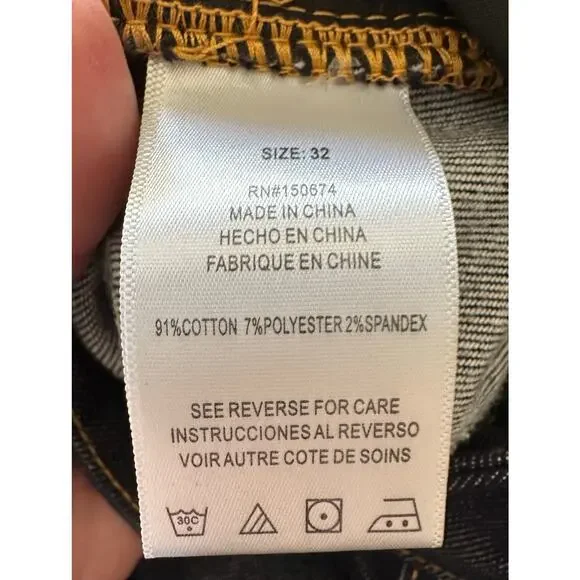 SIZE: 32
RN#150674
MADE IN CHINA
HECHO EN CHINA
FABRIQUE EN CHINE
91%COTTON 7%POLYESTER 2%SPANDEX
SEE REVERSE FOR CARE
INSTRUCCIONES AL REVERSO
VOIR AUTRE COTE DE SOINS
30C